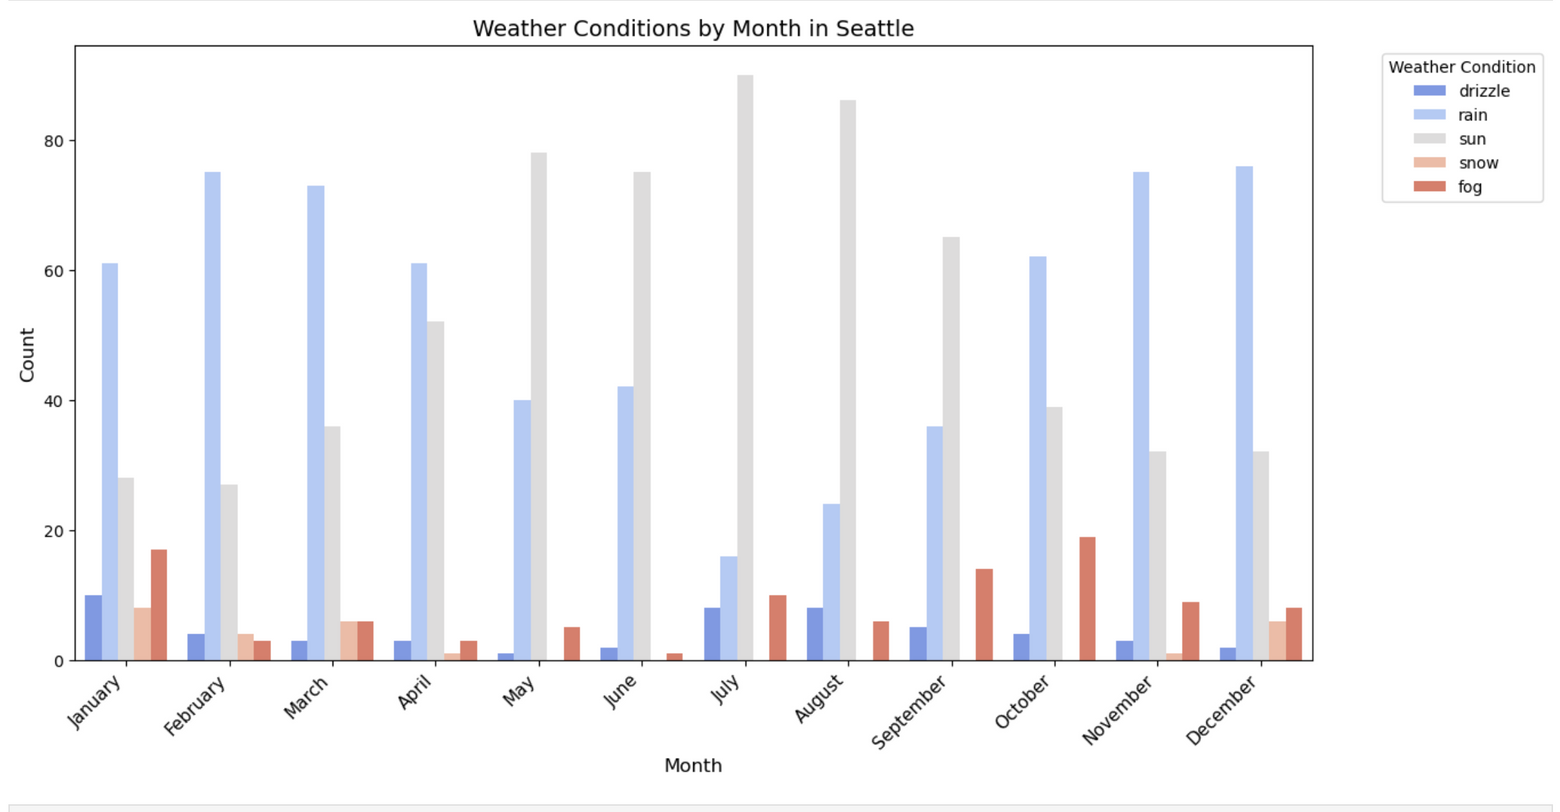 Weather Conditions by Month in Seattle
Weather Condition
drizzle
rain
sun
snow
fog
Count
80
60
40
20
0
January
February
March
April
May
June
July
August
September
October
November
December
Month